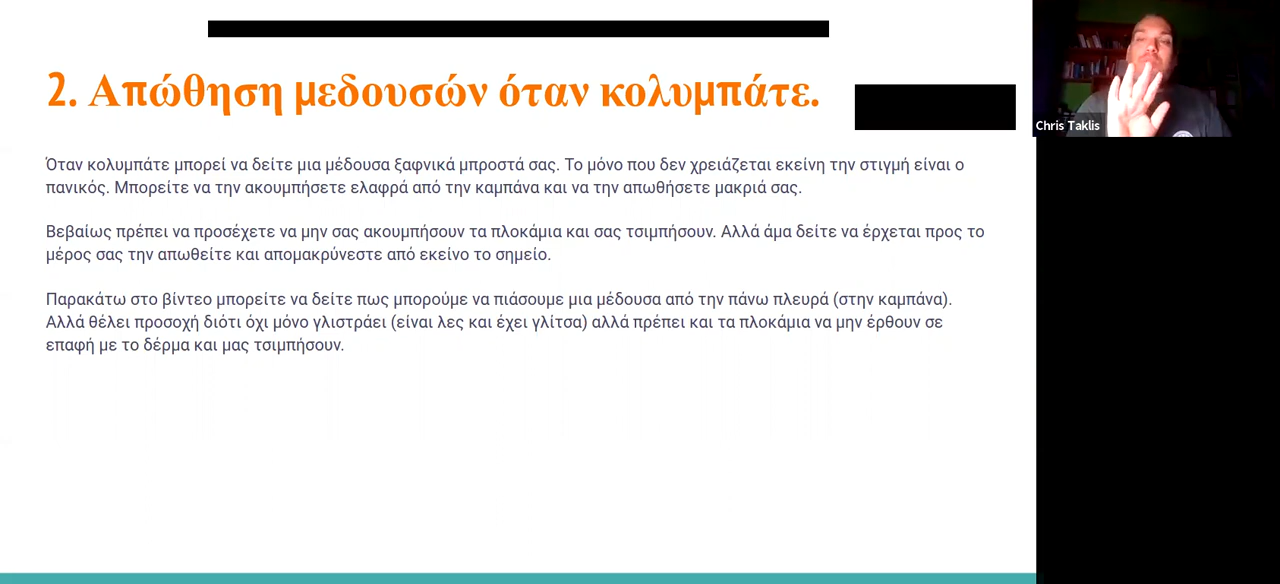 2. Απώθηση μεδουσών όταν κολυμπάτε.
Chris Taklis
Όταν κολυμπάτε μπορεί να δείτε μια μέδουσα ξαφνικά μπροστά σας. Το μόνο που δεν χρειάζεται εκείνη την στιγμή είναι ο
πανικός. Μπορείτε να την ακουμπήσετε ελαφρά από την καμπάνα και να την απωθήσετε μακριά σας.
Βεβαίως πρέπει να προσέχετε να μην σας ακουμπήσουν τα πλοκάμια και σας τσιμπήσουν. Αλλά άμα δείτε να έρχεται προς το
μέρος σας την απωθείτε και απομακρύνεστε από εκείνο το σημείο.
Παρακάτω στο βίντεο μπορείτε να δείτε πως μπορούμε να πιάσουμε μια μέδουσα από την πάνω πλευρά (στην καμπάνα).
Αλλά θέλει προσοχή διότι όχι μόνο γλιστράει (είναι λες και έχει γλίτσα) αλλά πρέπει και τα πλοκάμια να μην έρθουν σε
επαφή με το δέρμα και μας τσιμπήσουν.